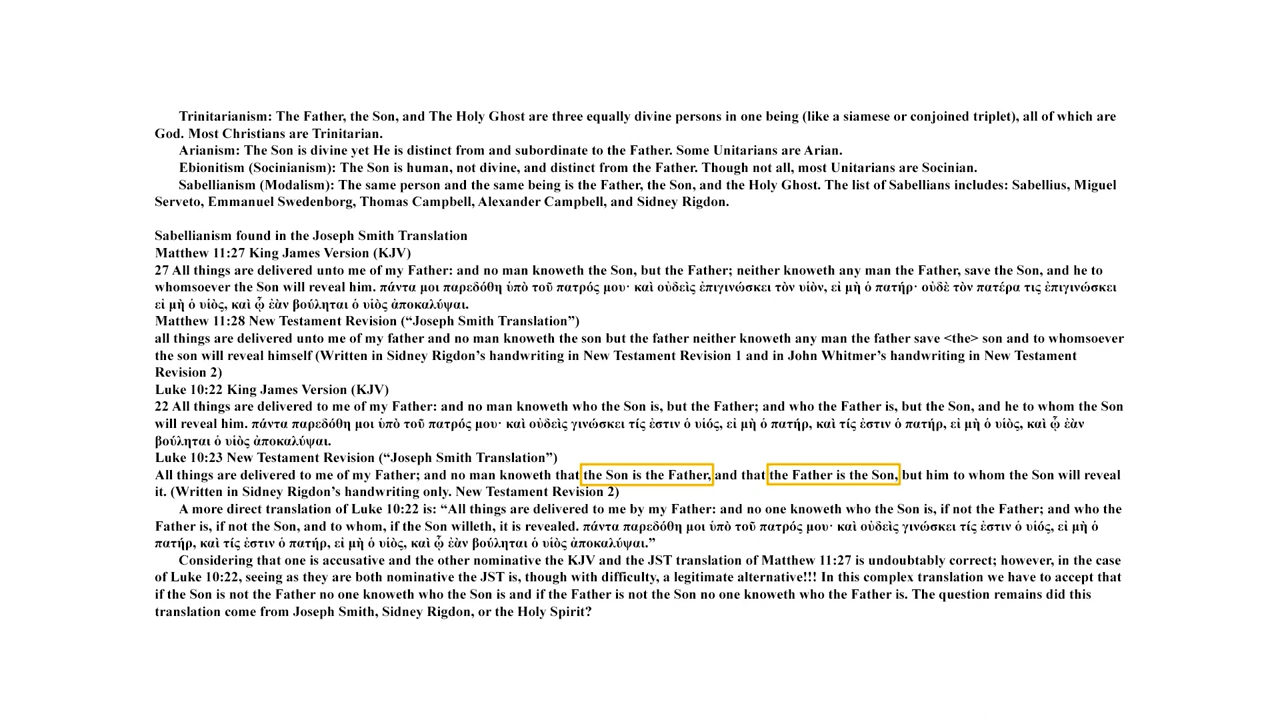 Trinitarianism: The Father, the Son, and The Holy Ghost are three equally divine persons in one being (like a siamese or conjoined triplet), all of which are
God. Most Christians are Trinitarian.
Arianism: The Son is divine yet He is distinct from and subordinate to the Father. Some Unitarians are Arian.
Ebionitism (Socinianism): The Son is human, not divine, and distinct from the Father. Though not all, most Unitarians are Socinian.
Sabellianism (Modalism): The same person and the same being is the Father, the Son, and the Holy Ghost. The list of Sabellians includes: Sabellius, Miguel
Serveto, Emmanuel Swedenborg, Thomas Campbell, Alexander Campbell, and Sidney Rigdon.
Sabellianism found in the Joseph Smith Translation
Matthew 11:27 King James Version (KJV)
27 All things are delivered unto me of my Father: and no man knoweth the Son, but the Father; neither knoweth any man the Father, save the Son, and he to
whomsoever the Son will reveal him. πάντα μοι παρεδόθη ὑπὸ τοῦ πατρός μου· καὶ οὐδεὶς ἐπιγινώσκει τὸν υἱὸν, εἰ μὴ ὁ πατήρ· οὐδὲ τὸν πατέρα τις ἐπιγινώσκει
εἰ μὴ ὁ υἱὸς, καὶ ᾧ ἐὰν βούληται ὁ υἱὸς ἀποκαλύψαι.
Matthew 11:28 New Testament Revision (“Joseph Smith Translation”)
all things are delivered unto me of my father and no man knoweth the son but the father neither knoweth any man the father save <the> son and to whomsoever
the son will reveal himself (Written in Sidney Rigdon’s handwriting in New Testament Revision 1 and in John Whitmer’s handwriting in New Testament
Revision 2)
Luke 10:22 King James Version (KJV)
22 All things are delivered to me of my Father: and no man knoweth who the Son is, but the Father; and who the Father is, but the Son, and he to whom the Son
will reveal him. πάντα παρεδόθη μοι ὑπὸ τοῦ πατρός μου· καὶ οὐδεὶς γινώσκει τίς ἐστιν ὁ υἱός, εἰ μὴ ὁ πατήρ, καὶ τίς ἐστιν ὁ πατήρ, εἰ μὴ ὁ υἱὸς, καὶ ᾧ ἐὰν
βούληται ὁ υἱὸς ἀποκαλύψαι.
Luke 10:23 New Testament Revision (“Joseph Smith Translation”)
All things are delivered to me of my Father; and no man knoweth that the Son is the Father, and that the Father is the Son, but him to whom the Son will reveal
it. (Written in Sidney Rigdon’s handwriting only. New Testament Revision 2)
A more direct translation of Luke 10:22 is: “All things are delivered to me by my Father: and no one knoweth who the Son is, if not the Father; and who the
Father is, if not the Son, and to whom, if the Son willeth, it is revealed. πάντα παρεδόθη μοι ὑπὸ τοῦ πατρός μου· καὶ οὐδεὶς γινώσκει τίς ἐστιν ὁ υἱός, εἰ μὴ ὁ
πατήρ, καὶ τίς ἐστιν ὁ πατήρ, εἰ μὴ ὁ υἱὸς, καὶ ᾧ ἐὰν βούληται ὁ υἱὸς ἀποκαλύψαι.”
Considering that one is accusative and the other nominative the KJV and the JST translation of Matthew 11:27 is undoubtably correct; however, in the case
of Luke 10:22, seeing as they are both nominative the JST is, though with difficulty, a legitimate alternative!!! In this complex translation we have to accept that
if the Son is not the Father no one knoweth who the Son is and if the Father is not the Son no one knoweth who the Father is. The question remains did this
translation come from Joseph Smith, Sidney Rigdon, or the Holy Spirit?